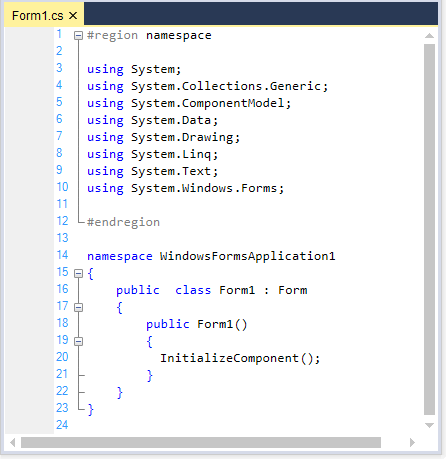 Form1.cs ×
1 #region namespace
2
3 using System;
4 using System.Collections.Generic;
5 using System.ComponentModel;
6 using System.Data;
7 using System.Drawing;
8 using System.Linq;
9 using System.Text;
10 using System.Windows.Forms;
11
12 #endregion
13
14 namespace WindowsFormsApplication1
15 {
16     public  class Form1 : Form
17     {
18         public Form1()
19         {
20           InitializeComponent();
21         }
22     }
23 }
24